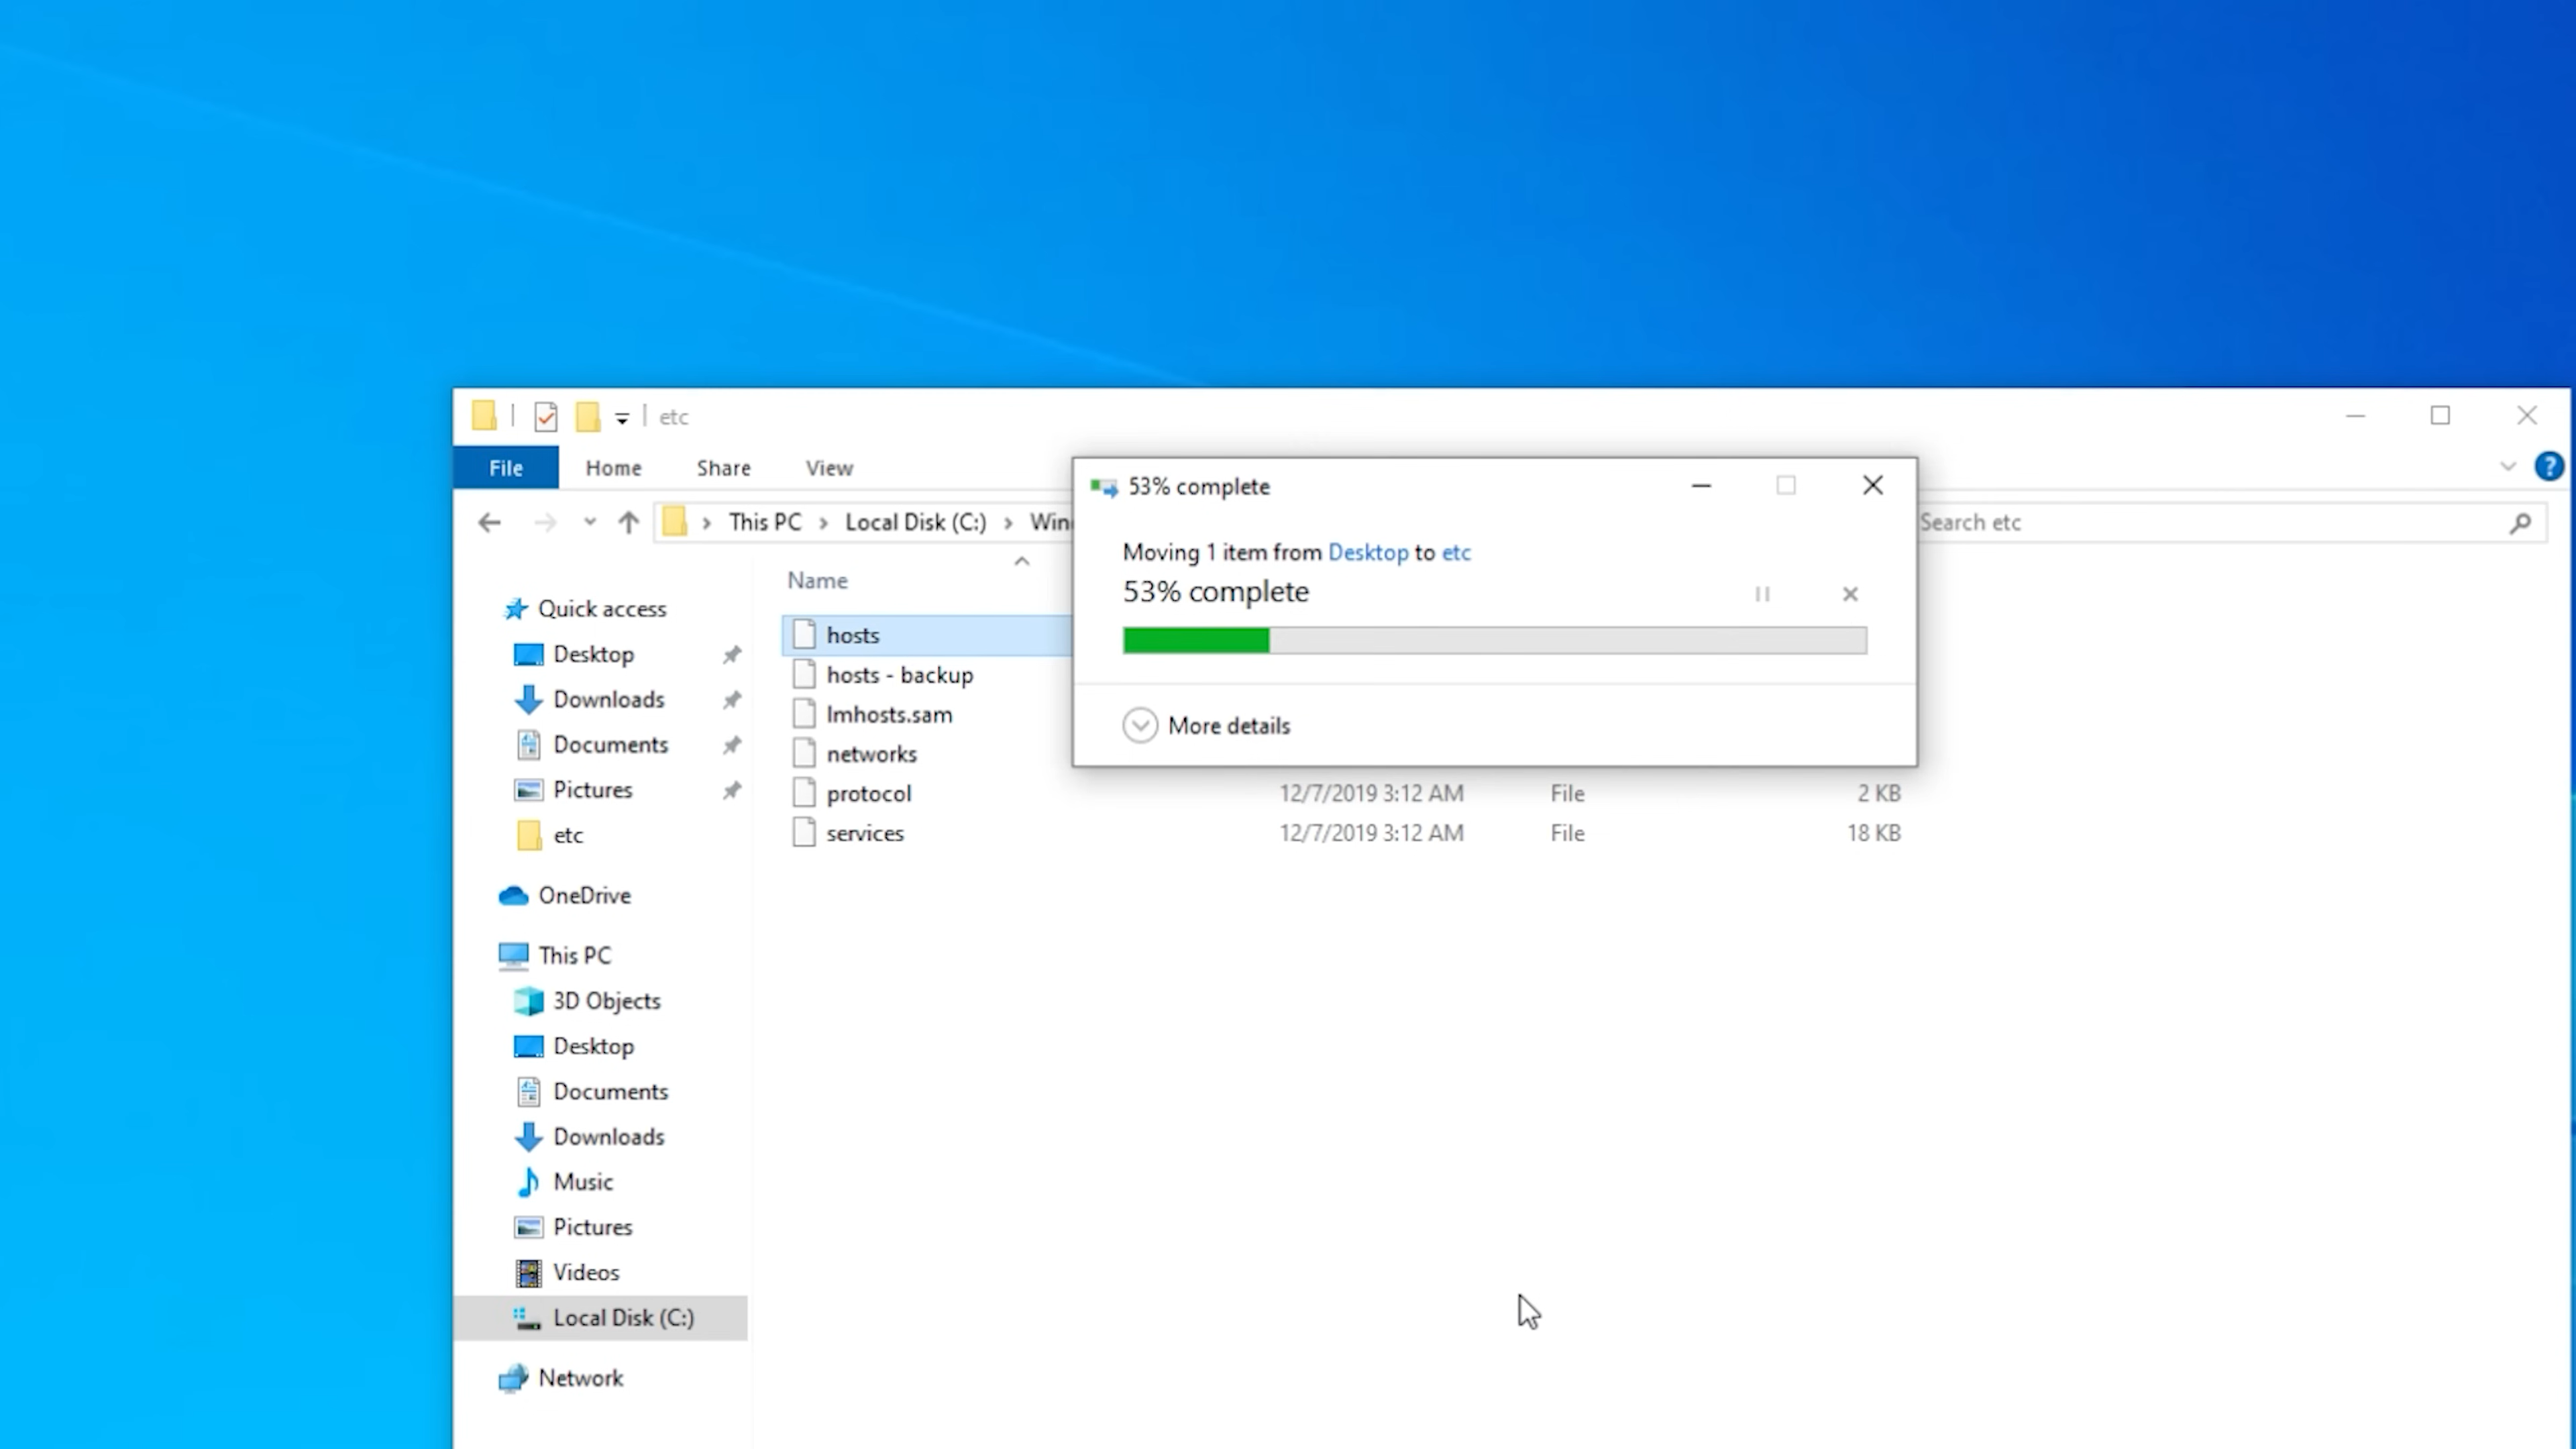 etc
File Home Share View
This PC Local Disk (C:)
Search etc
Name
Quick access
Desktop
Downloads
Documents
Pictures
etc
OneDrive
This PC
3D Objects
Desktop
Documents
Downloads
Music
Pictures
Videos
Local Disk (C:)
Network
hosts
hosts - backup
lmhosts.sam
networks
protocol 12/7/2019 3:12 AM File 2 KB
services 12/7/2019 3:12 AM File 18 KB
53% complete
Moving 1 item from Desktop to etc
53% complete
More details